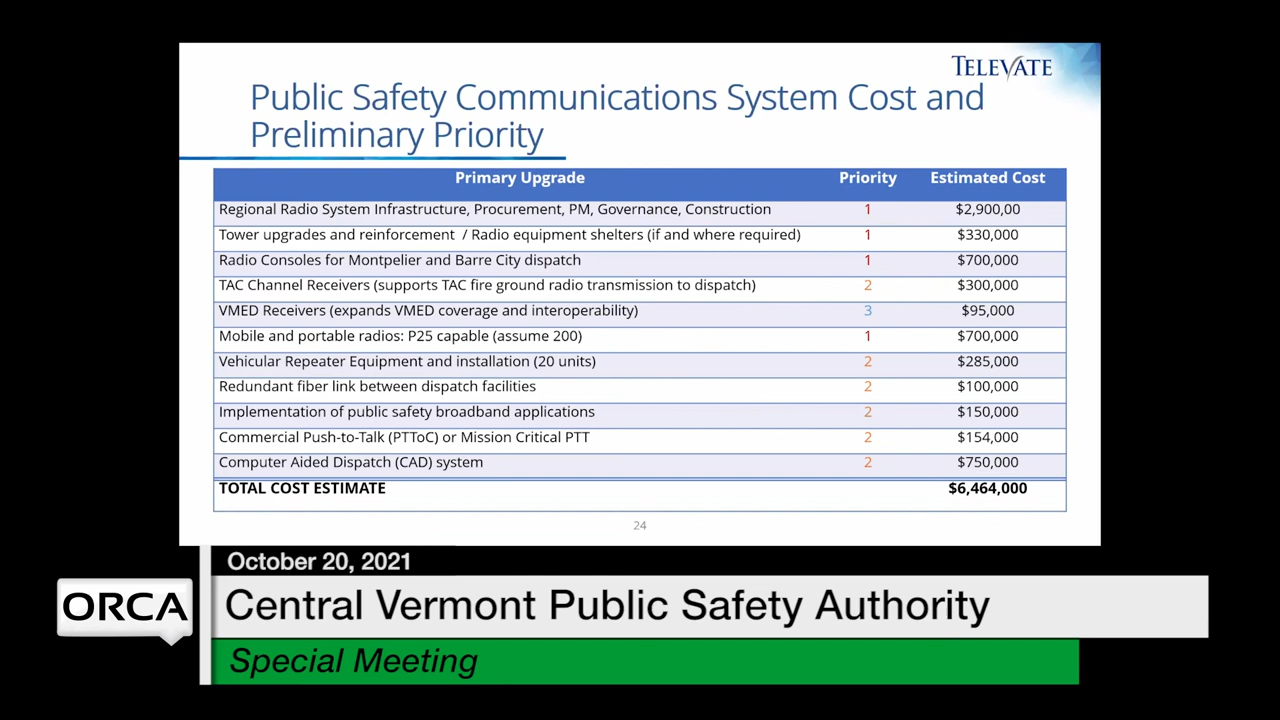 TELEVATE
Public Safety Communications System Cost and
Preliminary Priority
Primary Upgrade Priority Estimated Cost
Regional Radio System Infrastructure, Procurement, PM, Governance, Construction 1 $2,900,00
Tower upgrades and reinforcement / Radio equipment shelters (if and where required) 1 $330,000
Radio Consoles for Montpelier and Barre City dispatch 1 $700,000
TAC Channel Receivers (supports TAC fire ground radio transmission to dispatch) 2 $300,000
VMED Receivers (expands VMED coverage and interoperability) 3 $95,000
Mobile and portable radios: P25 capable (assume 200) 1 $700,000
Vehicular Repeater Equipment and installation (20 units) 2 $285,000
Redundant fiber link between dispatch facilities 2 $100,000
Implementation of public safety broadband applications 2 $150,000
Commercial Push-to-Talk (PTToC) or Mission Critical PTT 2 $154,000
Computer Aided Dispatch (CAD) system 2 $750,000
TOTAL COST ESTIMATE $6,464,000
24
October 20, 2021
ORCA Central Vermont Public Safety Authority
Special Meeting